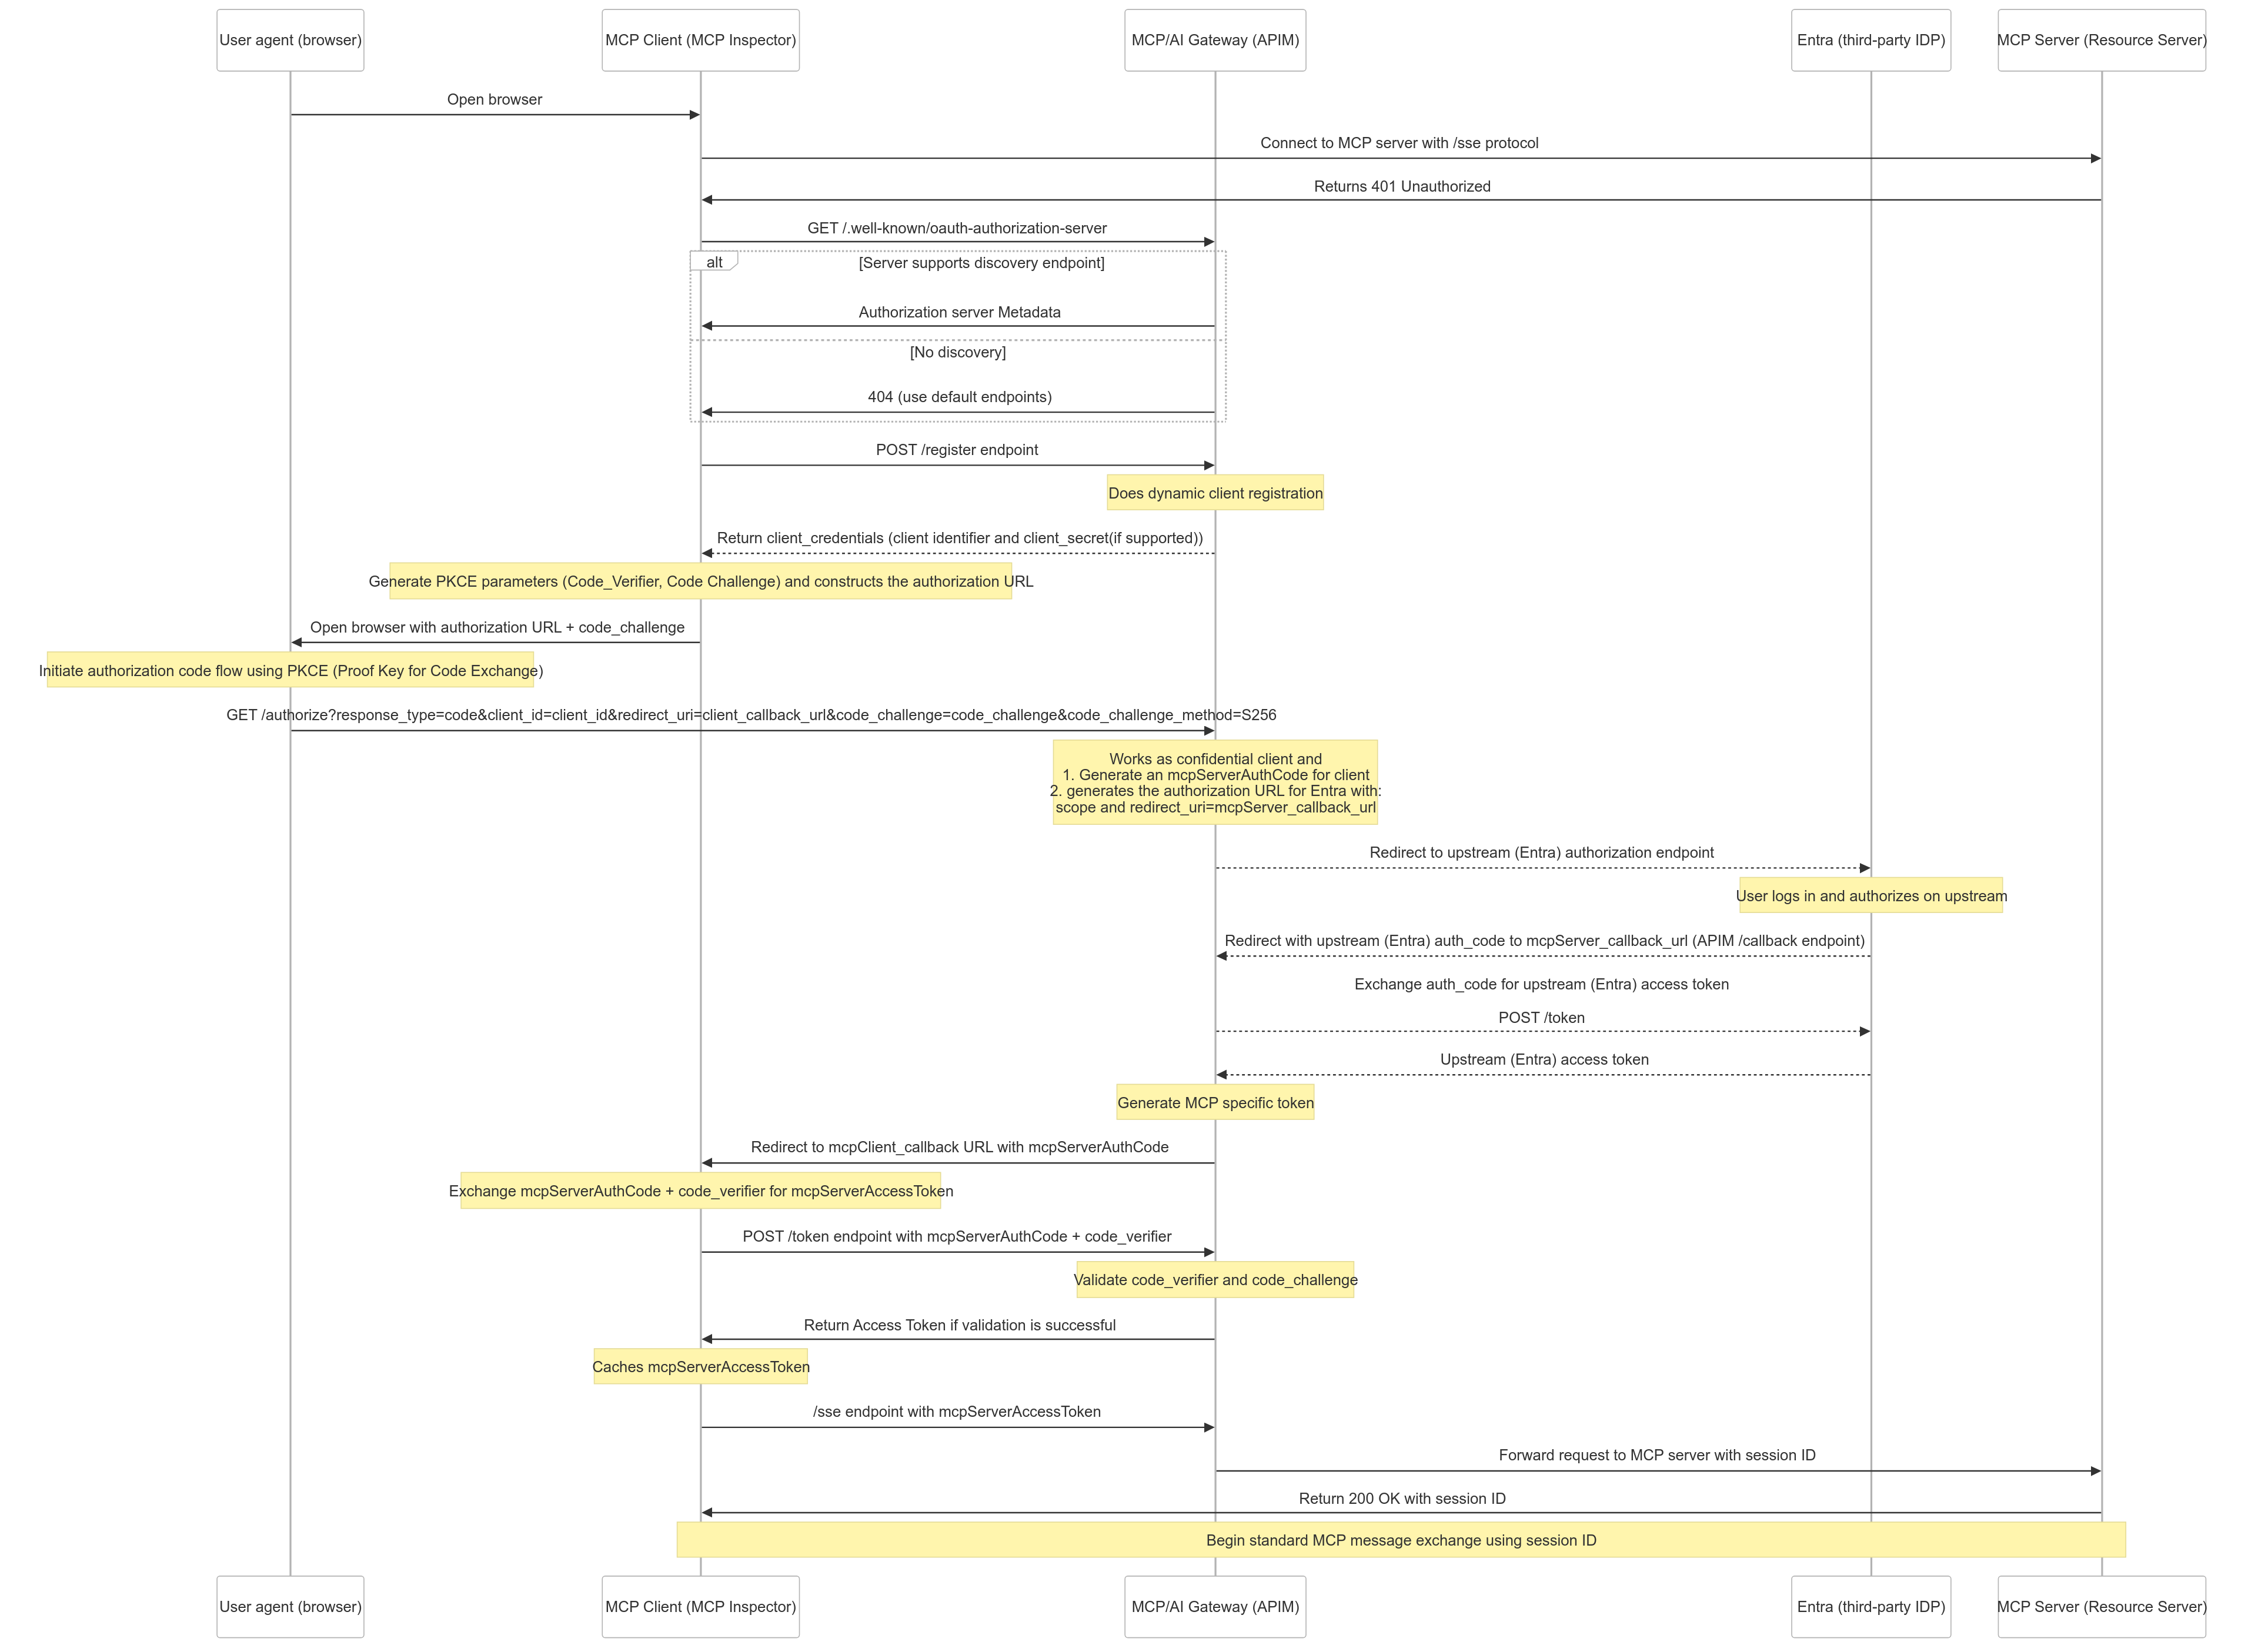 User agent (browser)
MCP Client (MCP Inspector)
MCP/AI Gateway (APIM)
Entra (third-party IDP)
MCP Server (Resource Server)
Open browser
Connect to MCP server with /sse protocol
Returns 401 Unauthorized
GET /.well-known/oauth-authorization-server
alt
[Server supports discovery endpoint]
Authorization server Metadata
[No discovery]
404 (use default endpoints)
POST /register endpoint
Does dynamic client registration
Return client_credentials (client identifier and client_secret(if supported))
Generate PKCE parameters (Code_Verifier, Code Challenge) and constructs the authorization URL
Open browser with authorization URL + code_challenge
Initiate authorization code flow using PKCE (Proof Key for Code Exchange)
GET /authorize?response_type=code&client_id=client_id&redirect_uri=client_callback_url&code_challenge=code_challenge&code_challenge_method=S256
Works as confidential client and
1. Generate an mcpServerAuthCode for client
2. generates the authorization URL for Entra with:
scope and redirect_uri=mcpServer_callback_url
Redirect to upstream (Entra) authorization endpoint
User logs in and authorizes on upstream
Redirect with upstream (Entra) auth_code to mcpServer_callback_url (APIM /callback endpoint)
Exchange auth_code for upstream (Entra) access token
POST /token
Upstream (Entra) access token
Generate MCP specific token
Redirect to mcpClient_callback URL with mcpServerAuthCode
Exchange mcpServerAuthCode + code_verifier for mcpServerAccessToken
POST /token endpoint with mcpServerAuthCode + code_verifier
Validate code_verifier and code_challenge
Return Access Token if validation is successful
Caches mcpServerAccessToken
/sse endpoint with mcpServerAccessToken
Forward request to MCP server with session ID
Return 200 OK with session ID
Begin standard MCP message exchange using session ID
User agent (browser)
MCP Client (MCP Inspector)
MCP/AI Gateway (APIM)
Entra (third-party IDP)
MCP Server (Resource Server)